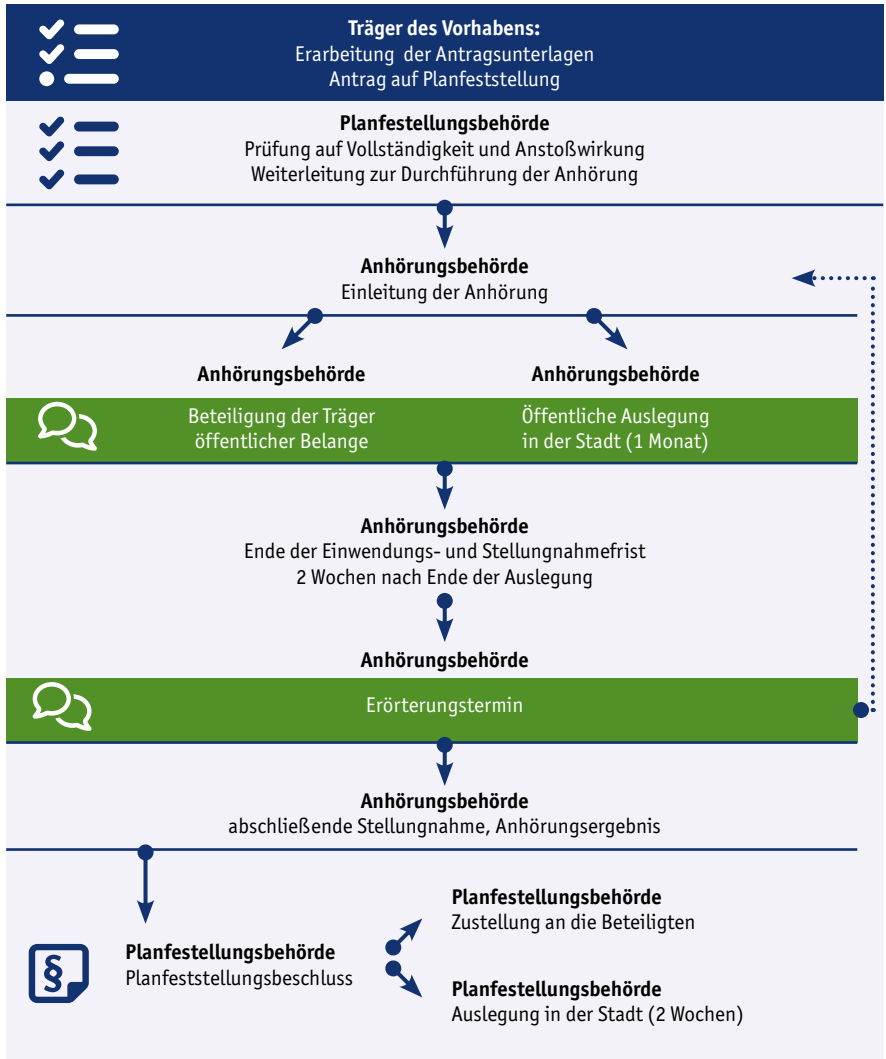 Träger des Vorhabens:
Erarbeitung der Antragsunterlagen
Antrag auf Planfeststellung
Planfestellungsbehörde
Prüfung auf Vollständigkeit und Anstoßwirkung
Weiterleitung zur Durchführung der Anhörung
Anhörungsbehörde
Einleitung der Anhörung
Anhörungsbehörde
Beteiligung der Träger
öffentlicher Belange
Anhörungsbehörde
Öffentliche Auslegung
in der Stadt (1 Monat)
Anhörungsbehörde
Ende der Einwendungs- und Stellungnahmefrist
2 Wochen nach Ende der Auslegung
Anhörungsbehörde
Erörterungstermin
Anhörungsbehörde
abschließende Stellungnahme, Anhörungsergebnis
§
Planfestellungsbehörde
Planfeststellungsbeschluss
Planfestellungsbehörde
Zustellung an die Beteiligten
Planfestellungsbehörde
Auslegung in der Stadt (2 Wochen)